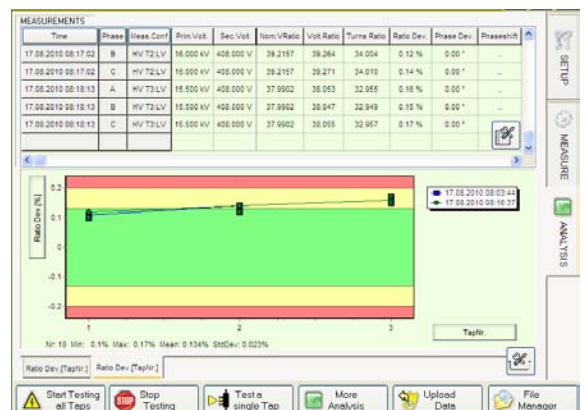 MEASUREMENTS
Time Phase Meas.Conf Prim.Volt. Sec.Volt. Nom.VRatio Volt.Ratio Turns Ratio Ratio Dev. Phase Dev. Phaseshift
17.08.2010 08:17:02 B HV T2:LV 16.000 kV 408.000 V 39.2157 39.264 34.004 0.12 % 0.00 ° ..
17.08.2010 08:17:02 C HV T2:LV 16.000 kV 408.000 V 39.2157 39.271 34.010 0.14 % 0.00 ° ..
17.08.2010 08:18:13 A HV T3:LV 15.500 kV 408.000 V 37.9902 38.053 32.955 0.16 % 0.00 ° ..
17.08.2010 08:18:13 B HV T3:LV 15.500 kV 408.000 V 37.9902 38.047 32.949 0.15 % 0.00 ° ..
17.08.2010 08:18:13 C HV T3:LV 15.500 kV 408.000 V 37.9902 38.055 32.957 0.17 % 0.00 ° ..
SETUP
MEASURE
ANALYSIS
Ratio Dev [%]
0.2
0.1
0
-0.1
-0.2
1 2 3
17.08.2010 08:03:44
17.08.2010 08:16:37
TapNr.
Nr: 18 Min: 0.1% Max: 0.17% Mean: 0.134% StdDev: 0.023%
Ratio Dev.[TapNr.] Ratio Dev.[TapNr.]
Start Testing all Taps
STOP
Stop Testing
Test a single Tap
More Analysis
Upload Data
File Manager